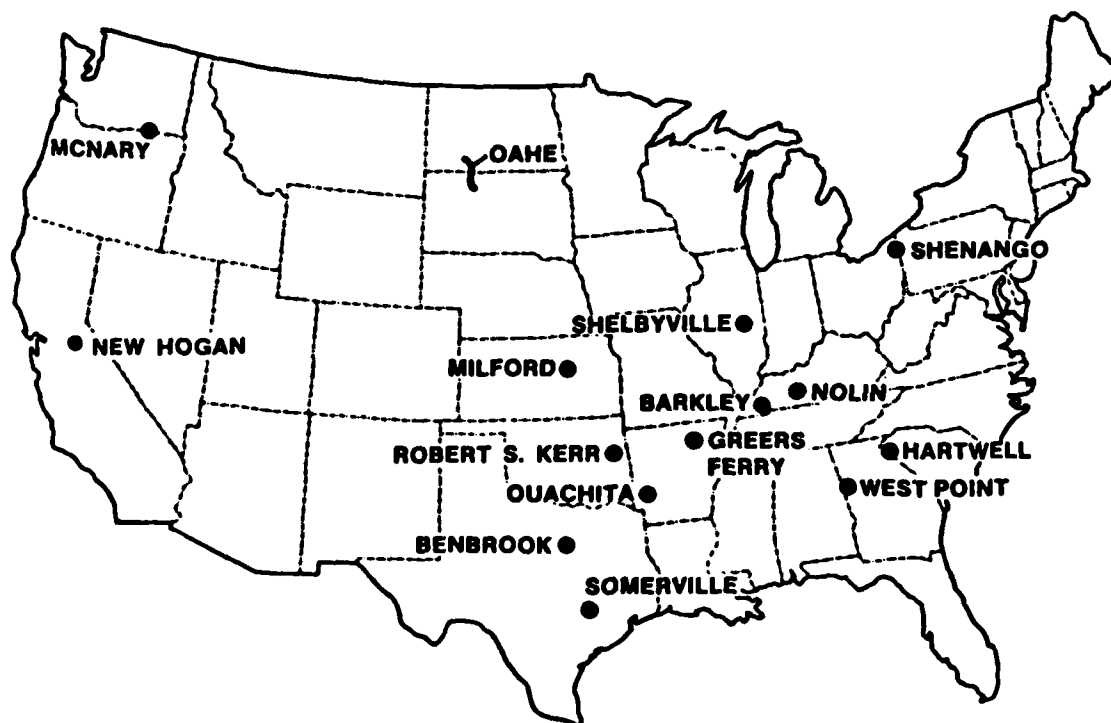 MCNARY
OAHE
SHENANGO
SHELBYVILLE
NEW HOGAN
MILFORD
NOLIN
BARKLEY
ROBERT S. KERR
GREERS
FERRY
HARTWELL
OUACHITA
WEST POINT
BENBROOK
SOMERVILLE